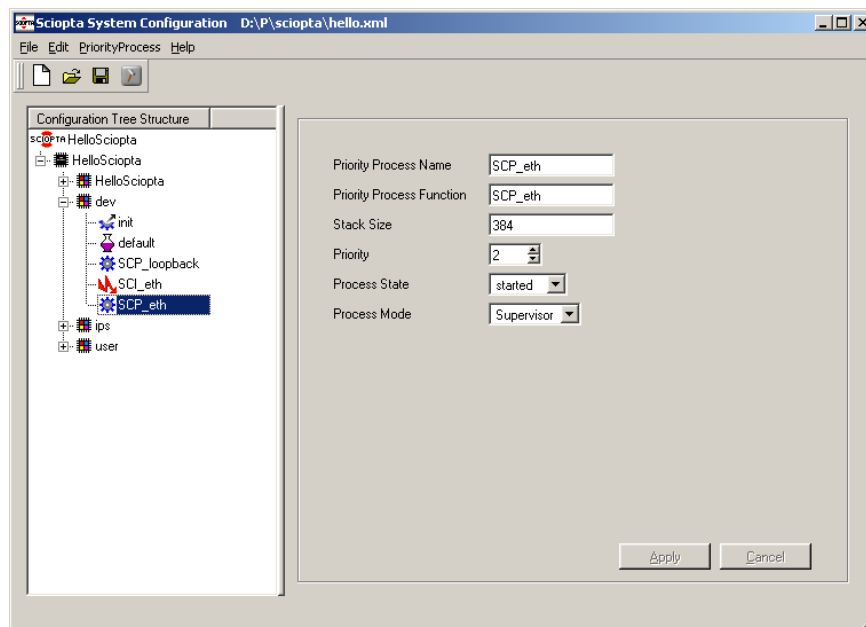 Sciopta System Configuration D:\P\sciopta\hello.xml
File Edit PriorityProcess Help
Configuration Tree Structure
SCIOPTA HelloSciopta
HelloSciopta
HelloSciopta
dev
init
default
SCP_loopback
SCI_eth
SCP_eth
ips
user
Priority Process Name SCP_eth
Priority Process Function SCP_eth
Stack Size 384
Priority 2
Process State started
Process Mode Supervisor
Apply Cancel